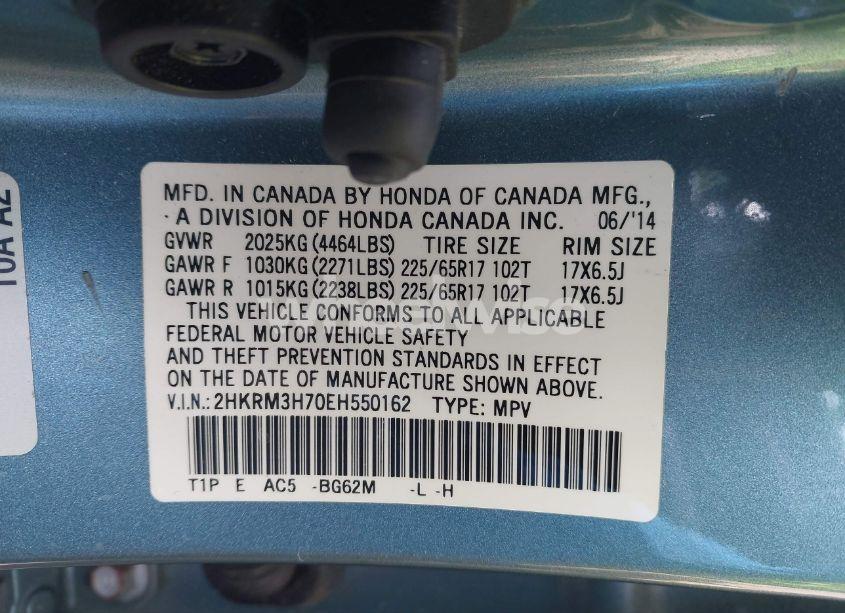 MFD. IN CANADA BY HONDA OF CANADA MFG.,
A DIVISION OF HONDA CANADA INC. 06/'14
GVWR 2025KG(4464LBS) TIRE SIZE RIM SIZE
GAWR F 1030KG(2271LBS) 225/65R17 102T 17X6.5J
GAWR R 1015KG(2238LBS) 225/65R17 102T 17X6.5J
THIS VEHICLE CONFORMS TO ALL APPLICABLE
FEDERAL MOTOR VEHICLE SAFETY
AND THEFT PREVENTION STANDARDS IN EFFECT
ON THE DATE OF MANUFACTURE SHOWN ABOVE.
V.I.N.: 2HKRM3H70EH550162 TYPE: MPV
T1P E AC5 -BG62M -L -H